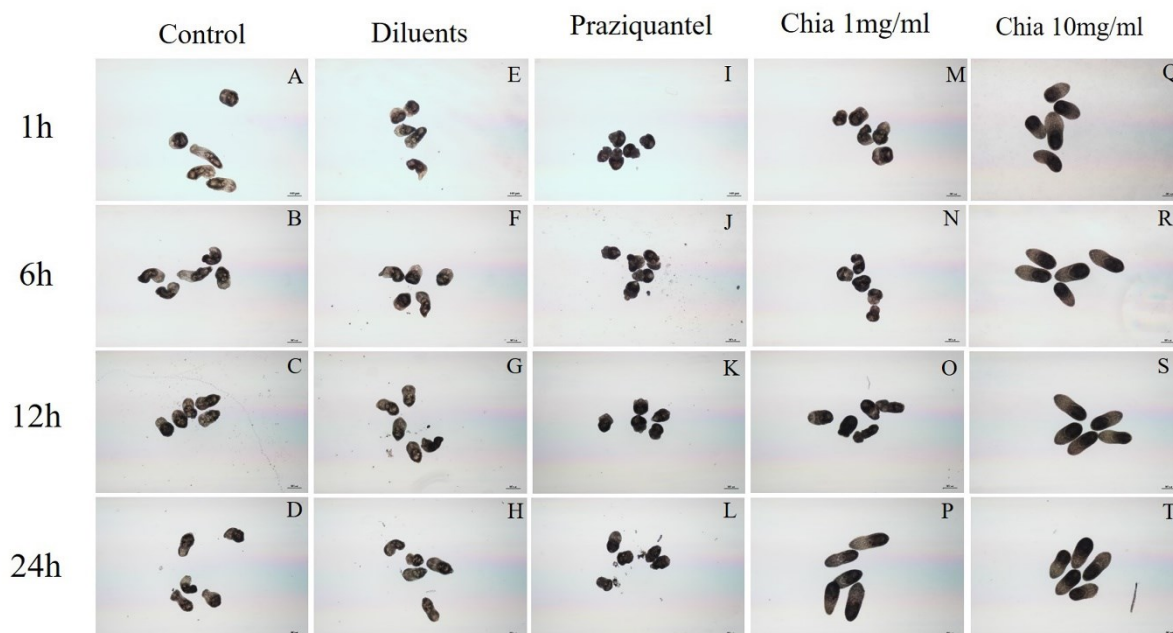 Control Diluents Praziquantel Chia 1mg/ml Chia 10mg/ml
1h A E I M Q
6h B F J N R
12h C G K O S
24h D H L P T